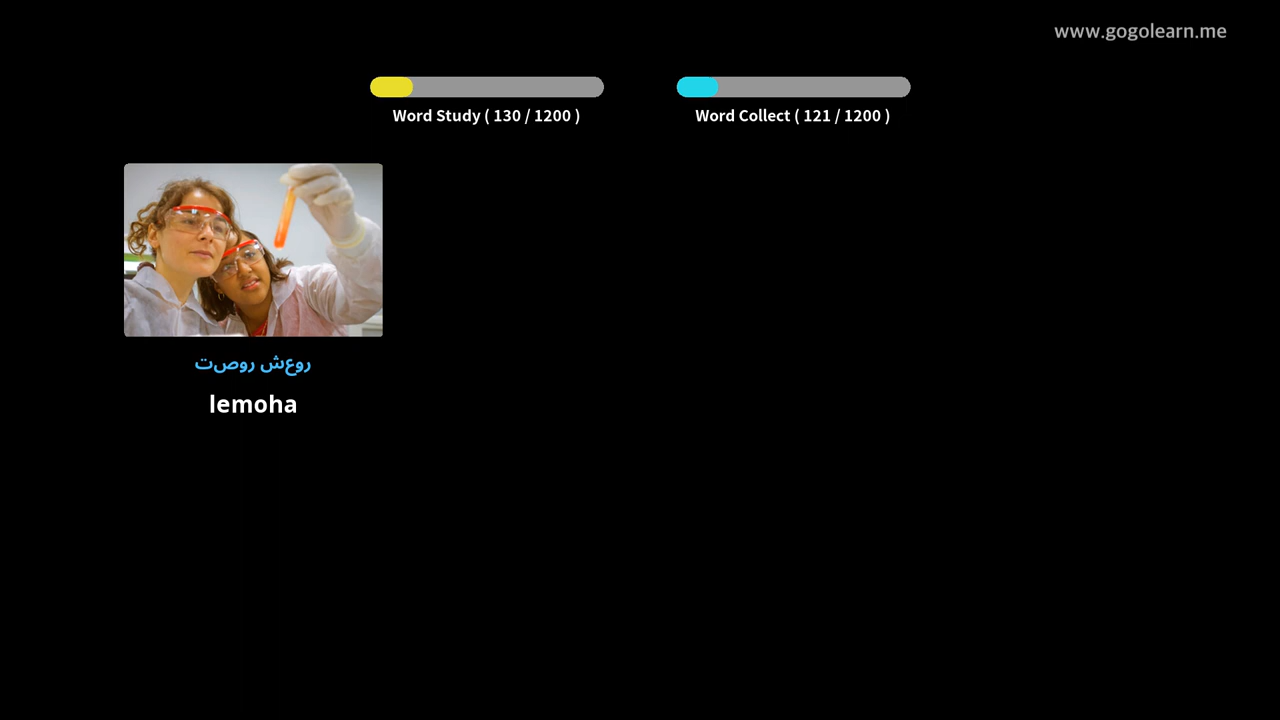 www.gogolearn.me
Word Study ( 130 / 1200 )
Word Collect ( 121 / 1200 )
روعش روصت
lemoha